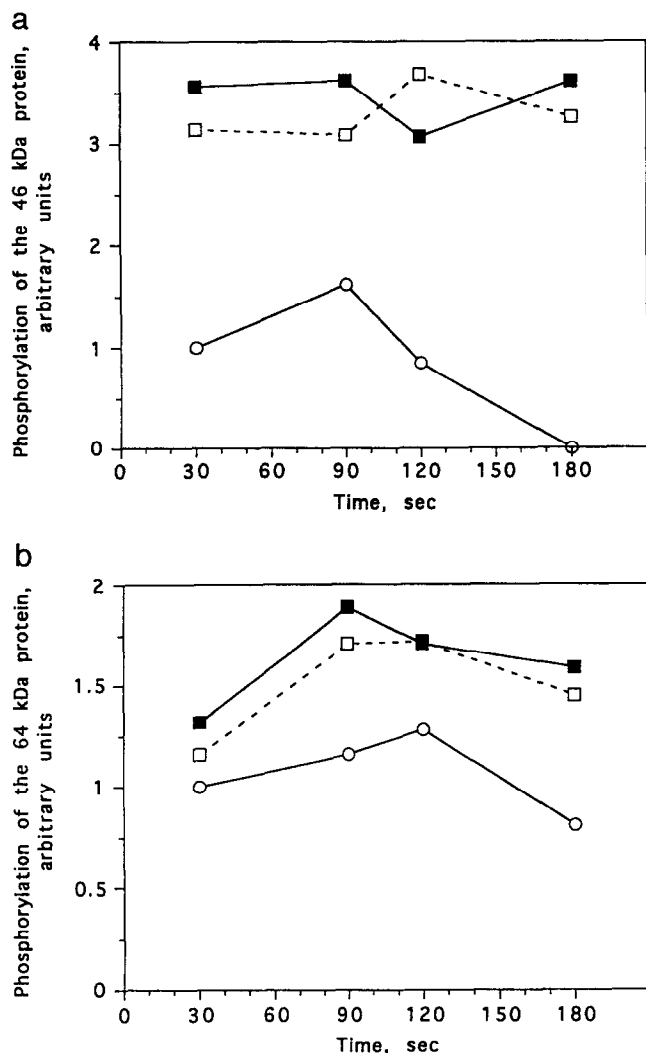 a
Phosphorylation of the 46 kDa protein,
arbitrary units
4
3
2
1
0
0 30 60 90 120 150 180
Time, sec
b
Phosphorylation of the 64 kDa protein,
arbitrary units
2
1.5
1
0.5
0
0 30 60 90 120 150 180
Time, sec